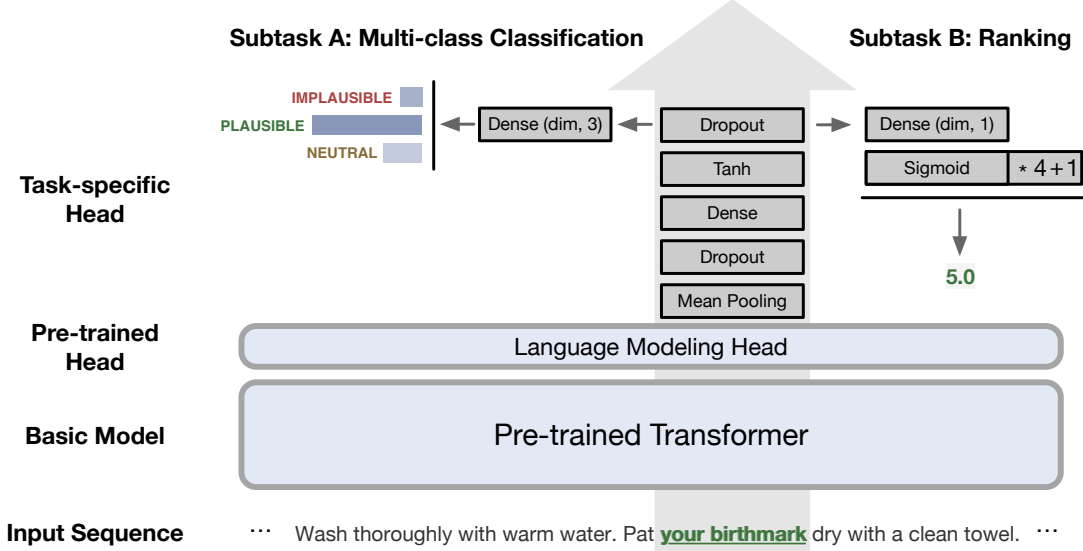 Subtask A: Multi-class Classification
Subtask B: Ranking
IMPLAUSIBLE
PLAUSIBLE
NEUTRAL
Dense (dim, 3)
Dropout
Dense (dim, 1)
Tanh
Sigmoid
* 4+1
Task-specific
Head
Dense
Dropout
5.0
Mean Pooling
Pre-trained
Head
Language Modeling Head
Basic Model
Pre-trained Transformer
Input Sequence
... Wash thoroughly with warm water. Pat your birthmark dry with a clean towel. ...